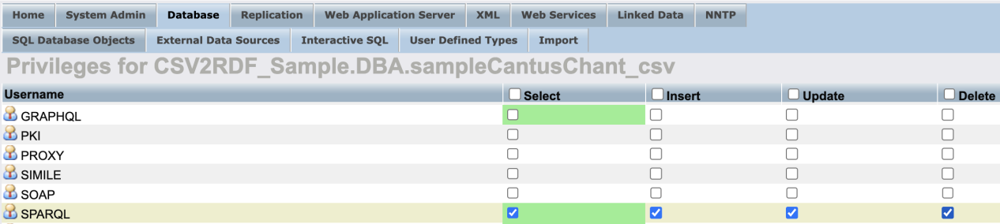 Home System Admin Database Replication Web Application Server XML Web Services Linked Data NNTP
SQL Database Objects External Data Sources Interactive SQL User Defined Types Import
Privileges for CSV2RDF_Sample.DBA.sampleCantusChant_csv
Username Select Insert Update Delete
GRAPHQL
PKI
PROXY
SIMILE
SOAP
SPARQL